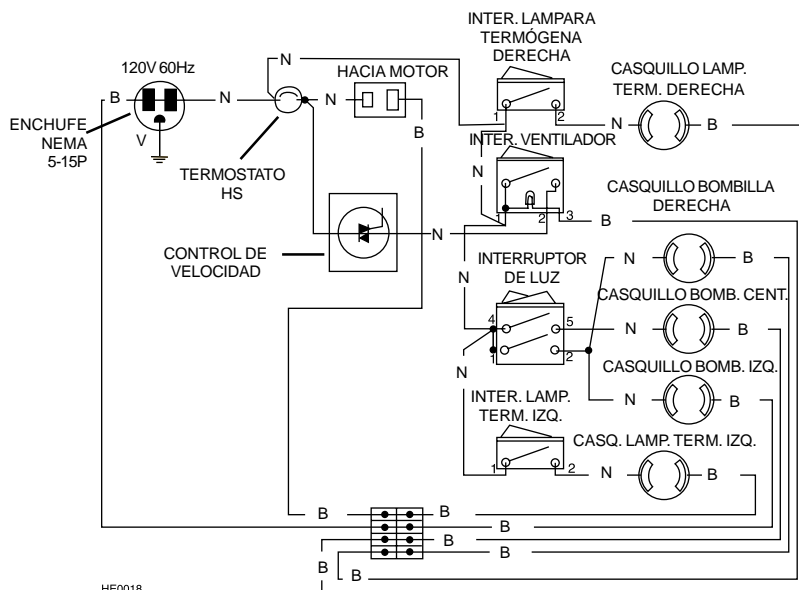 INTER. LAMPARA
TERMÓGENA
DERECHA
120V 60Hz
N
HACIA MOTOR
CASQUILLO LAMP.
TERM. DERECHA
B
N
N
1
2
N
B
ENCHUFE
NEMA
5-15P
V
B
INTER. VENTILADOR
TERMOSTATO
HS
N
CASQUILLO BOMBILLA
DERECHA
1
2
3
B
CONTROL DE
VELOCIDAD
N
INTERRUPTOR
DE LUZ
N
B
N
CASQUILLO BOMB. CENT.
4
5
N
B
1
2
CASQUILLO BOMB. IZQ.
N
INTER. LAMP.
TERM. IZQ.
N
B
CASQ. LAMP. TERM. IZQ.
1
2
N
B
B
B
B
B
B
B
B
B
HE0018